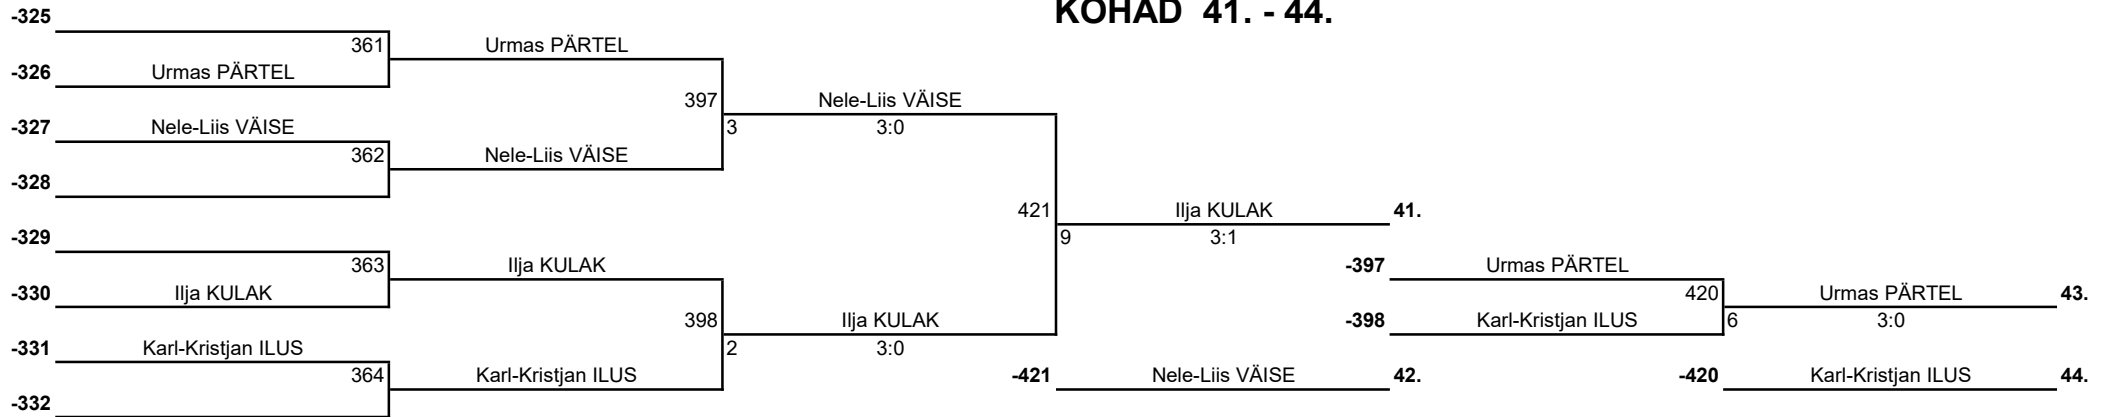 KOHAD 41. - 44.
-325
361 Urmas PÄRTEL
-326 Urmas PÄRTEL
397 Nele-Liis VÄISE
-327 Nele-Liis VÄISE 3 3:0
362 Nele-Liis VÄISE
-328
421 Ilja KULAK 41.
-329 9 3:1
363 Ilja KULAK -397 Urmas PÄRTEL
-330 Ilja KULAK 420 Urmas PÄRTEL 43.
398 Ilja KULAK -398 Karl-Kristjan ILUS 6 3:0
-331 Karl-Kristjan ILUS 2 3:0
364 Karl-Kristjan ILUS -421 Nele-Liis VÄISE 42. -420 Karl-Kristjan ILUS 44.
-332